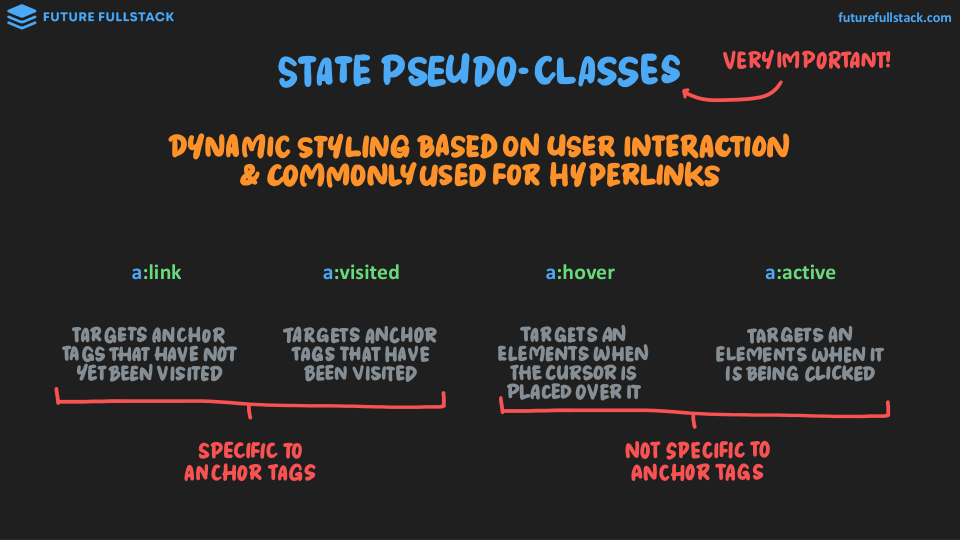 FUTURE FULLSTACK
futurefullstack.com
STATE PSEUDO-CLASSES
VERY IMPORTANT!
DYNAMIC STYLING BASED ON USER INTERACTION
& COMMONLY USED FOR HYPERLINKS
a:link
a:visited
a:hover
a:active
TARGETS ANCHOR
TAGS THAT HAVE NOT
YET BEEN VISITED
TARGETS ANCHOR
TAGS THAT HAVE
BEEN VISITED
TARGETS AN
ELEMENTS WHEN
THE CURSOR IS
PLACED OVER IT
TARGETS AN
ELEMENTS WHEN IT
IS BEING CLICKED
SPECIFIC TO
ANCHOR TAGS
NOT SPECIFIC TO
ANCHOR TAGS